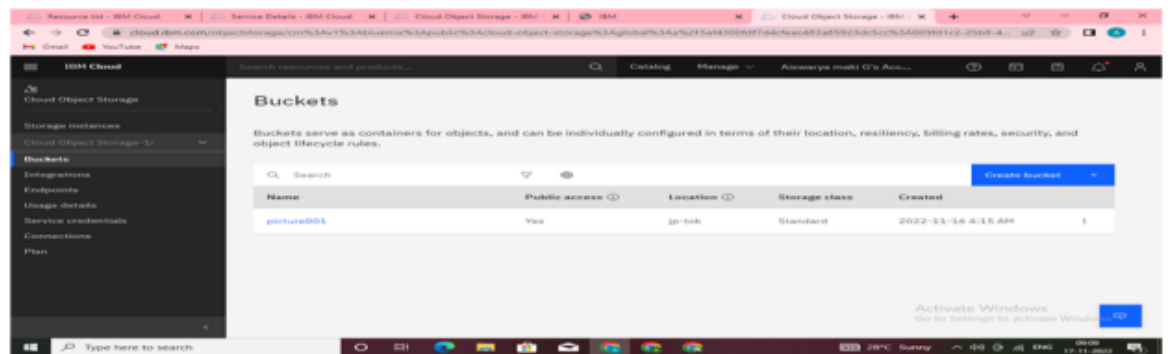 Resource list - IBM Cloud
Service Details - IBM Cloud
Cloud Object Storage - IBM
IBM
Cloud Object Storage - IBM
Gmail
YouTube
Maps
IBM Cloud
Search resources and products...
Catalog
Manage
Cloud Object Storage
Storage instances
Buckets
Integrations
Endpoints
Usage details
Service credentials
Connections
Plan
Buckets
Buckets serve as containers for objects, and can be individually configured in terms of their location, resiliency, billing rates, security, and
object lifecycle rules.
Search
Create bucket +
Name Public access Location Storage class Created
picture001 Yes jp-tok Standard 2022-11-16 4:15 AM
Activate Windows
Go to Settings to activate Windows.
Type here to search
28°C Sunny
ENG
09:09
17-11-2022